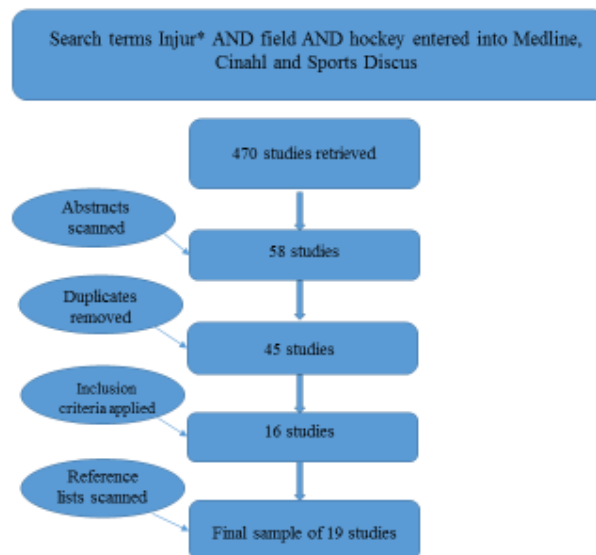 Search terms Injur* AND field AND hockey entered into Medline,
Cinahl and Sports Discus
470 studies retrieved
Abstracts
scanned
58 studies
Duplicates
removed
45 studies
Inclusion
criteria applied
16 studies
Reference
lists scanned
Final sample of 19 studies